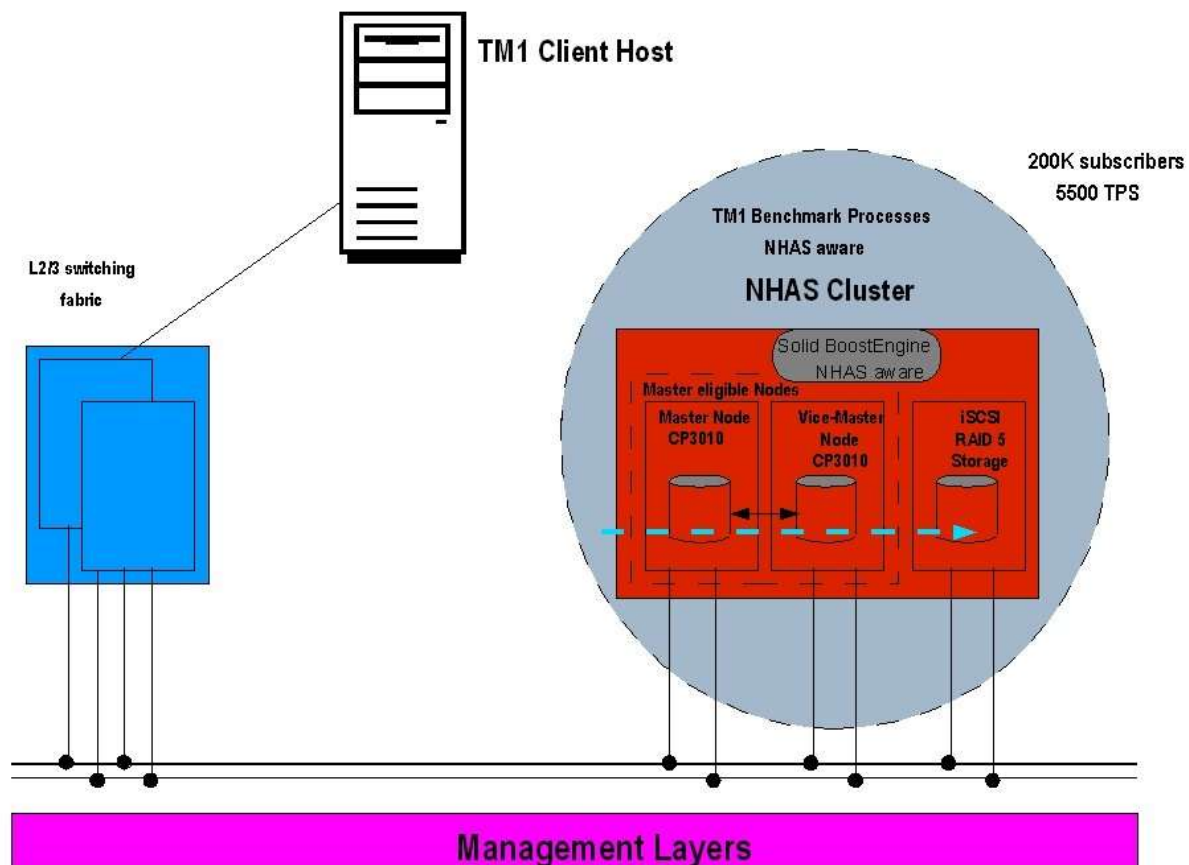 TM1 Client Host
200K subscribers
5500 TPS
TM1 Benchmark Processes
NHAS aware
NHAS Cluster
L2/3 switching
fabric
Solid BoostEngine
NHAS aware
Master eligible Nodes
Master Node
CP3010
Vice-Master
Node
CP3010
iSCSI
RAID 5
Storage
Management Layers